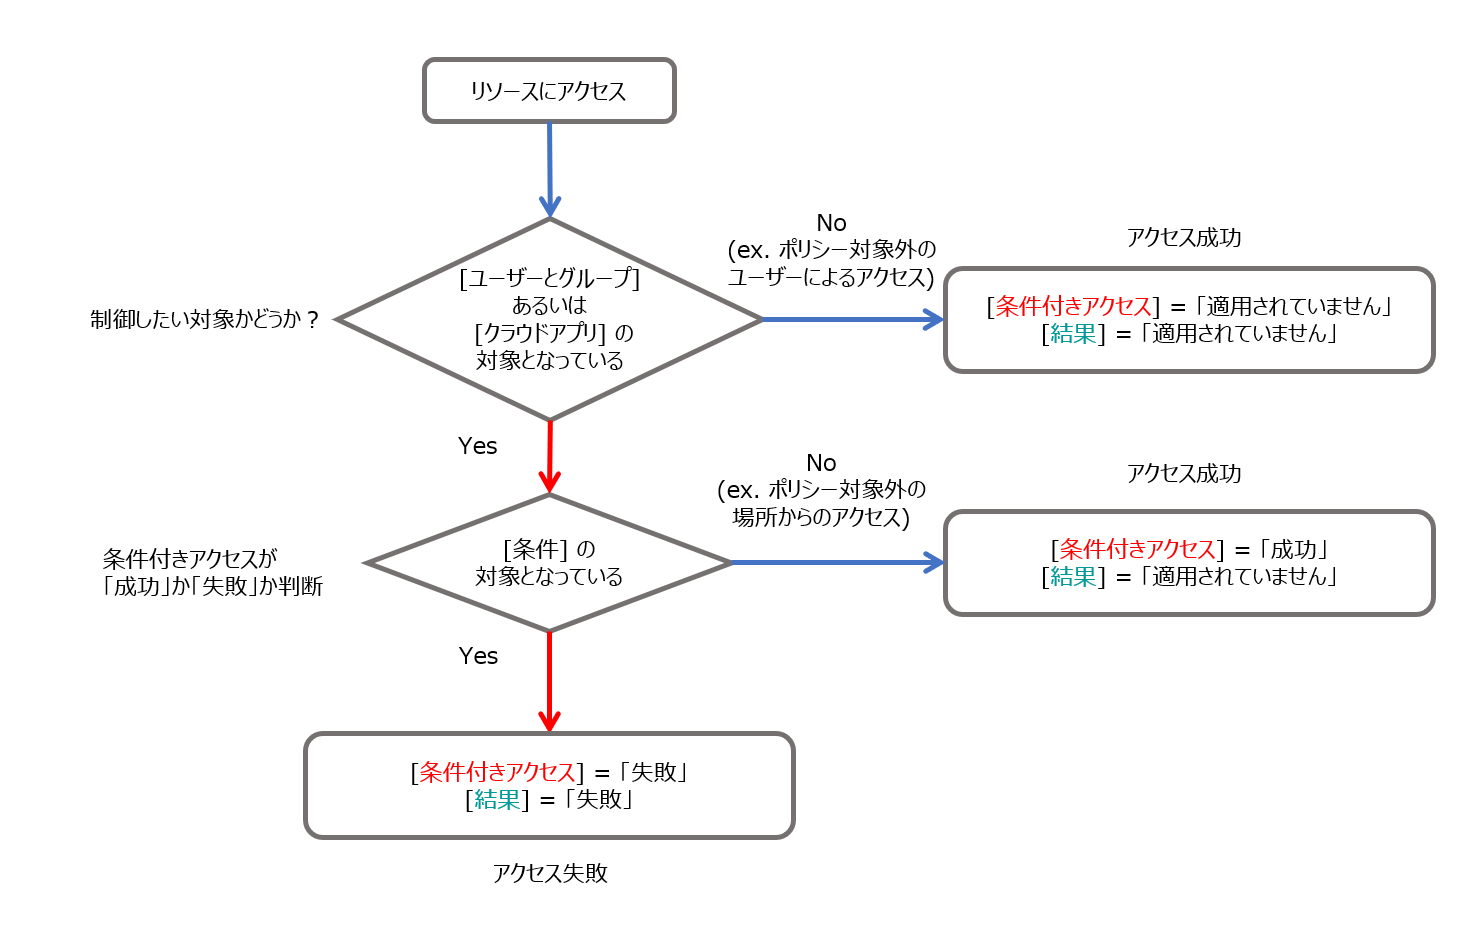 リソースにアクセス
No
(ex. ポリシー対象外の
ユーザーによるアクセス)
アクセス成功
制御したい対象かどうか？
[ユーザーとグループ]
あるいは
[クラウドアプリ] の
対象となっている
[条件付きアクセス] = 「適用されていません」
[結果] = 「適用されていません」
Yes
No
(ex. ポリシー対象外の
場所からのアクセス)
アクセス成功
条件付きアクセスが
「成功」か「失敗」か判断
[条件] の
対象となっている
[条件付きアクセス] = 「成功」
[結果] = 「適用されていません」
Yes
[条件付きアクセス] = 「失敗」
[結果] = 「失敗」
アクセス失敗